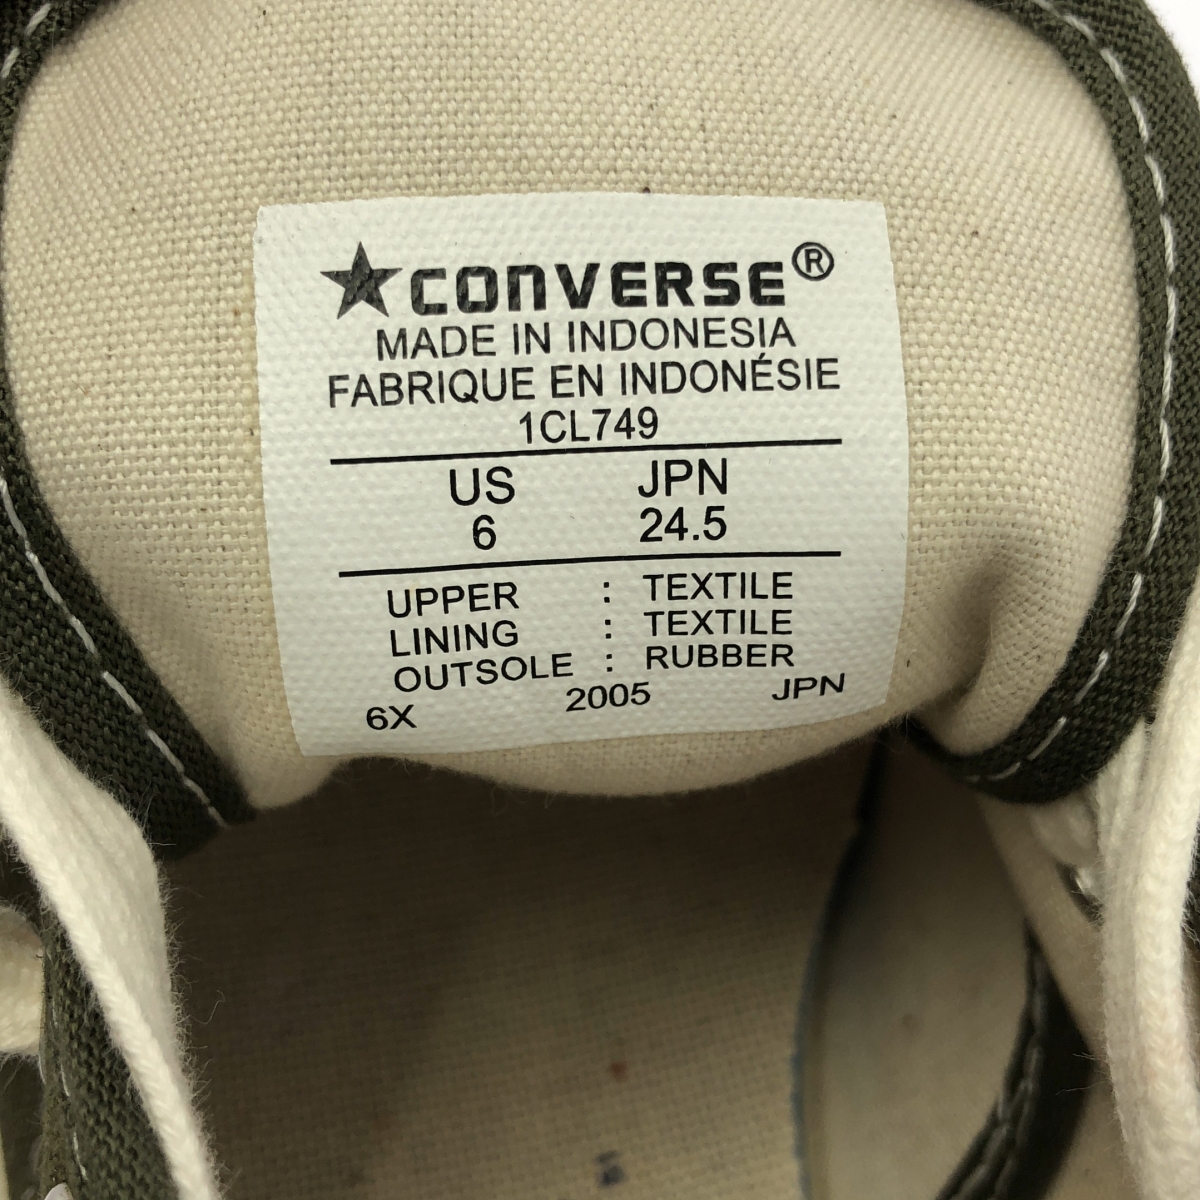 CONVERSE®
MADE IN INDONESIA
FABRIQUE EN INDONÉSIE
1CL749
US JPN
6 24.5
UPPER : TEXTILE
LINING : TEXTILE
OUTSOLE : RUBBER
6X 2005 JPN